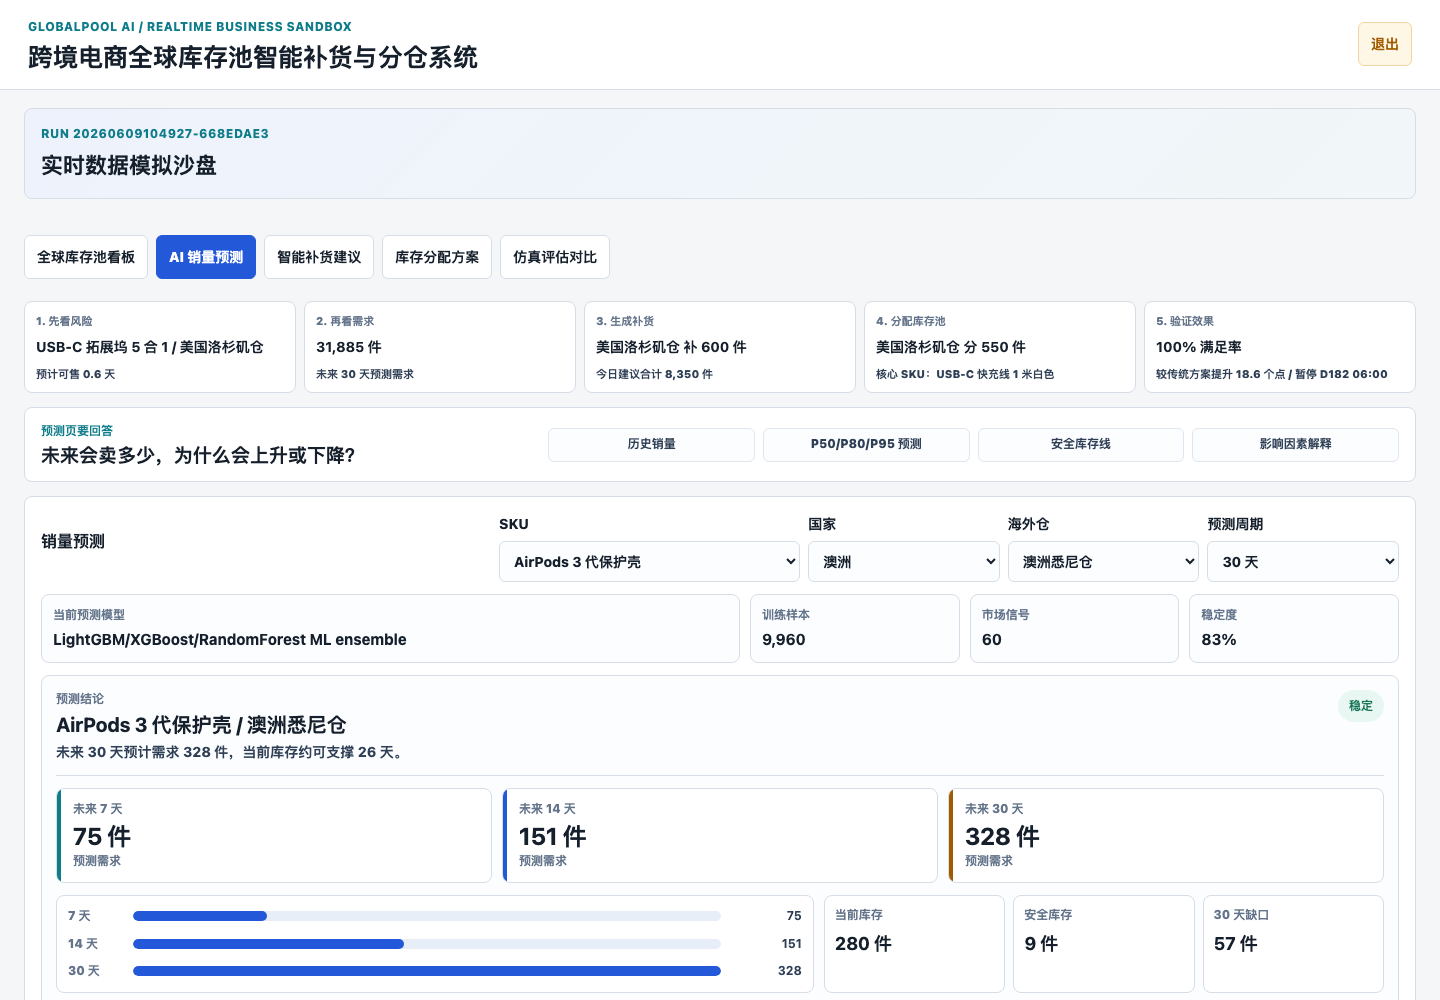 GLOBALPOOL AI / REALTIME BUSINESS SANDBOX
跨境电商全球库存池智能补货与分仓系统
退出
RUN 20260609104927-668EDAE3
实时数据模拟沙盘
全球库存池看板
AI 销量预测
智能补货建议
库存分配方案
仿真评估对比
1. 先看风险
USB-C 拓展坞 5 合 1 / 美国洛杉矶仓
预计可售 0.6 天
2. 再看需求
31,885 件
未来 30 天预测需求
3. 生成补货
美国洛杉矶仓 补 600 件
今日建议合计 8,350 件
4. 分配库存池
美国洛杉矶仓 分 550 件
核心 SKU：USB-C 快充线 1 米白色
5. 验证效果
100% 满足率
较传统方案提升 18.6 个点 / 暂停 D182 06:00
预测页要回答
未来会卖多少，为什么会上升或下降?
历史销量
P50/P80/P95 预测
安全库存线
影响因素解释
销量预测
SKU
AirPods 3 代保护壳
国家
澳洲
海外仓
澳洲悉尼仓
预测周期
30 天
当前预测模型
LightGBM/XGBoost/RandomForest ML ensemble
训练样本
9,960
市场信号
60
稳定度
83%
预测结论
AirPods 3 代保护壳 / 澳洲悉尼仓
未来 30 天预计需求 328 件，当前库存约可支撑 26 天。
稳定
未来 7 天
75 件
预测需求
未来 14 天
151 件
预测需求
未来 30 天
328 件
预测需求
7 天 75
14 天 151
30 天 328
当前库存
280 件
安全库存
9 件
30 天缺口
57 件